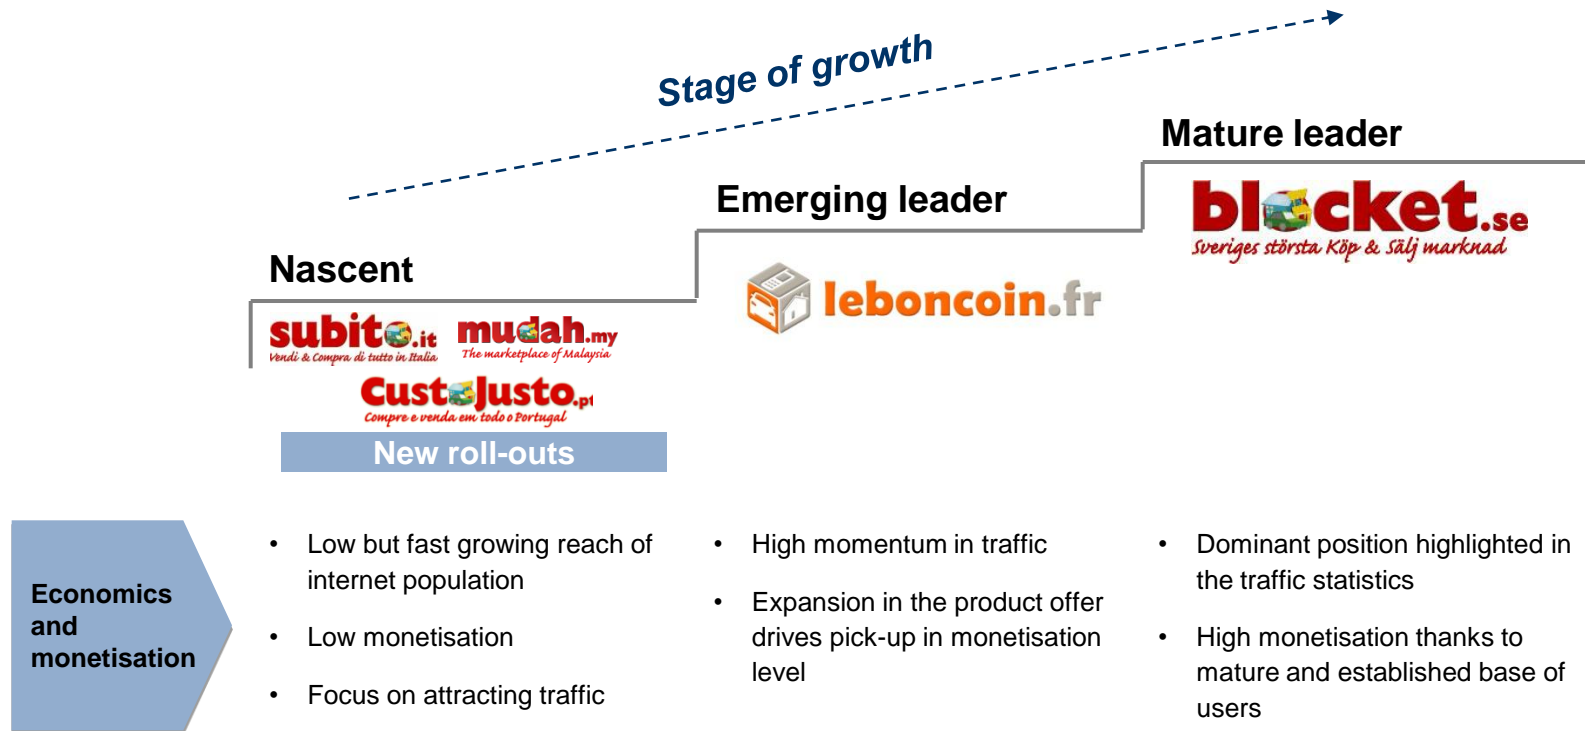 Stage of growth
Mature leader
blocket.se
Sveriges största Köp & Sälj marknad
Emerging leader
leboncoin.fr
Nascent
subito.it
Vendi & Compra di tutto in Italia
mudah.my
The marketplace of Malaysia
CustoJusto.pt
Compre e venda em todo o Portugal
New roll-outs
Economics
and
monetisation
• Low but fast growing reach of
internet population
• Low monetisation
• Focus on attracting traffic
• High momentum in traffic
• Expansion in the product offer
drives pick-up in monetisation
level
• Dominant position highlighted in
the traffic statistics
• High monetisation thanks to
mature and established base of
users